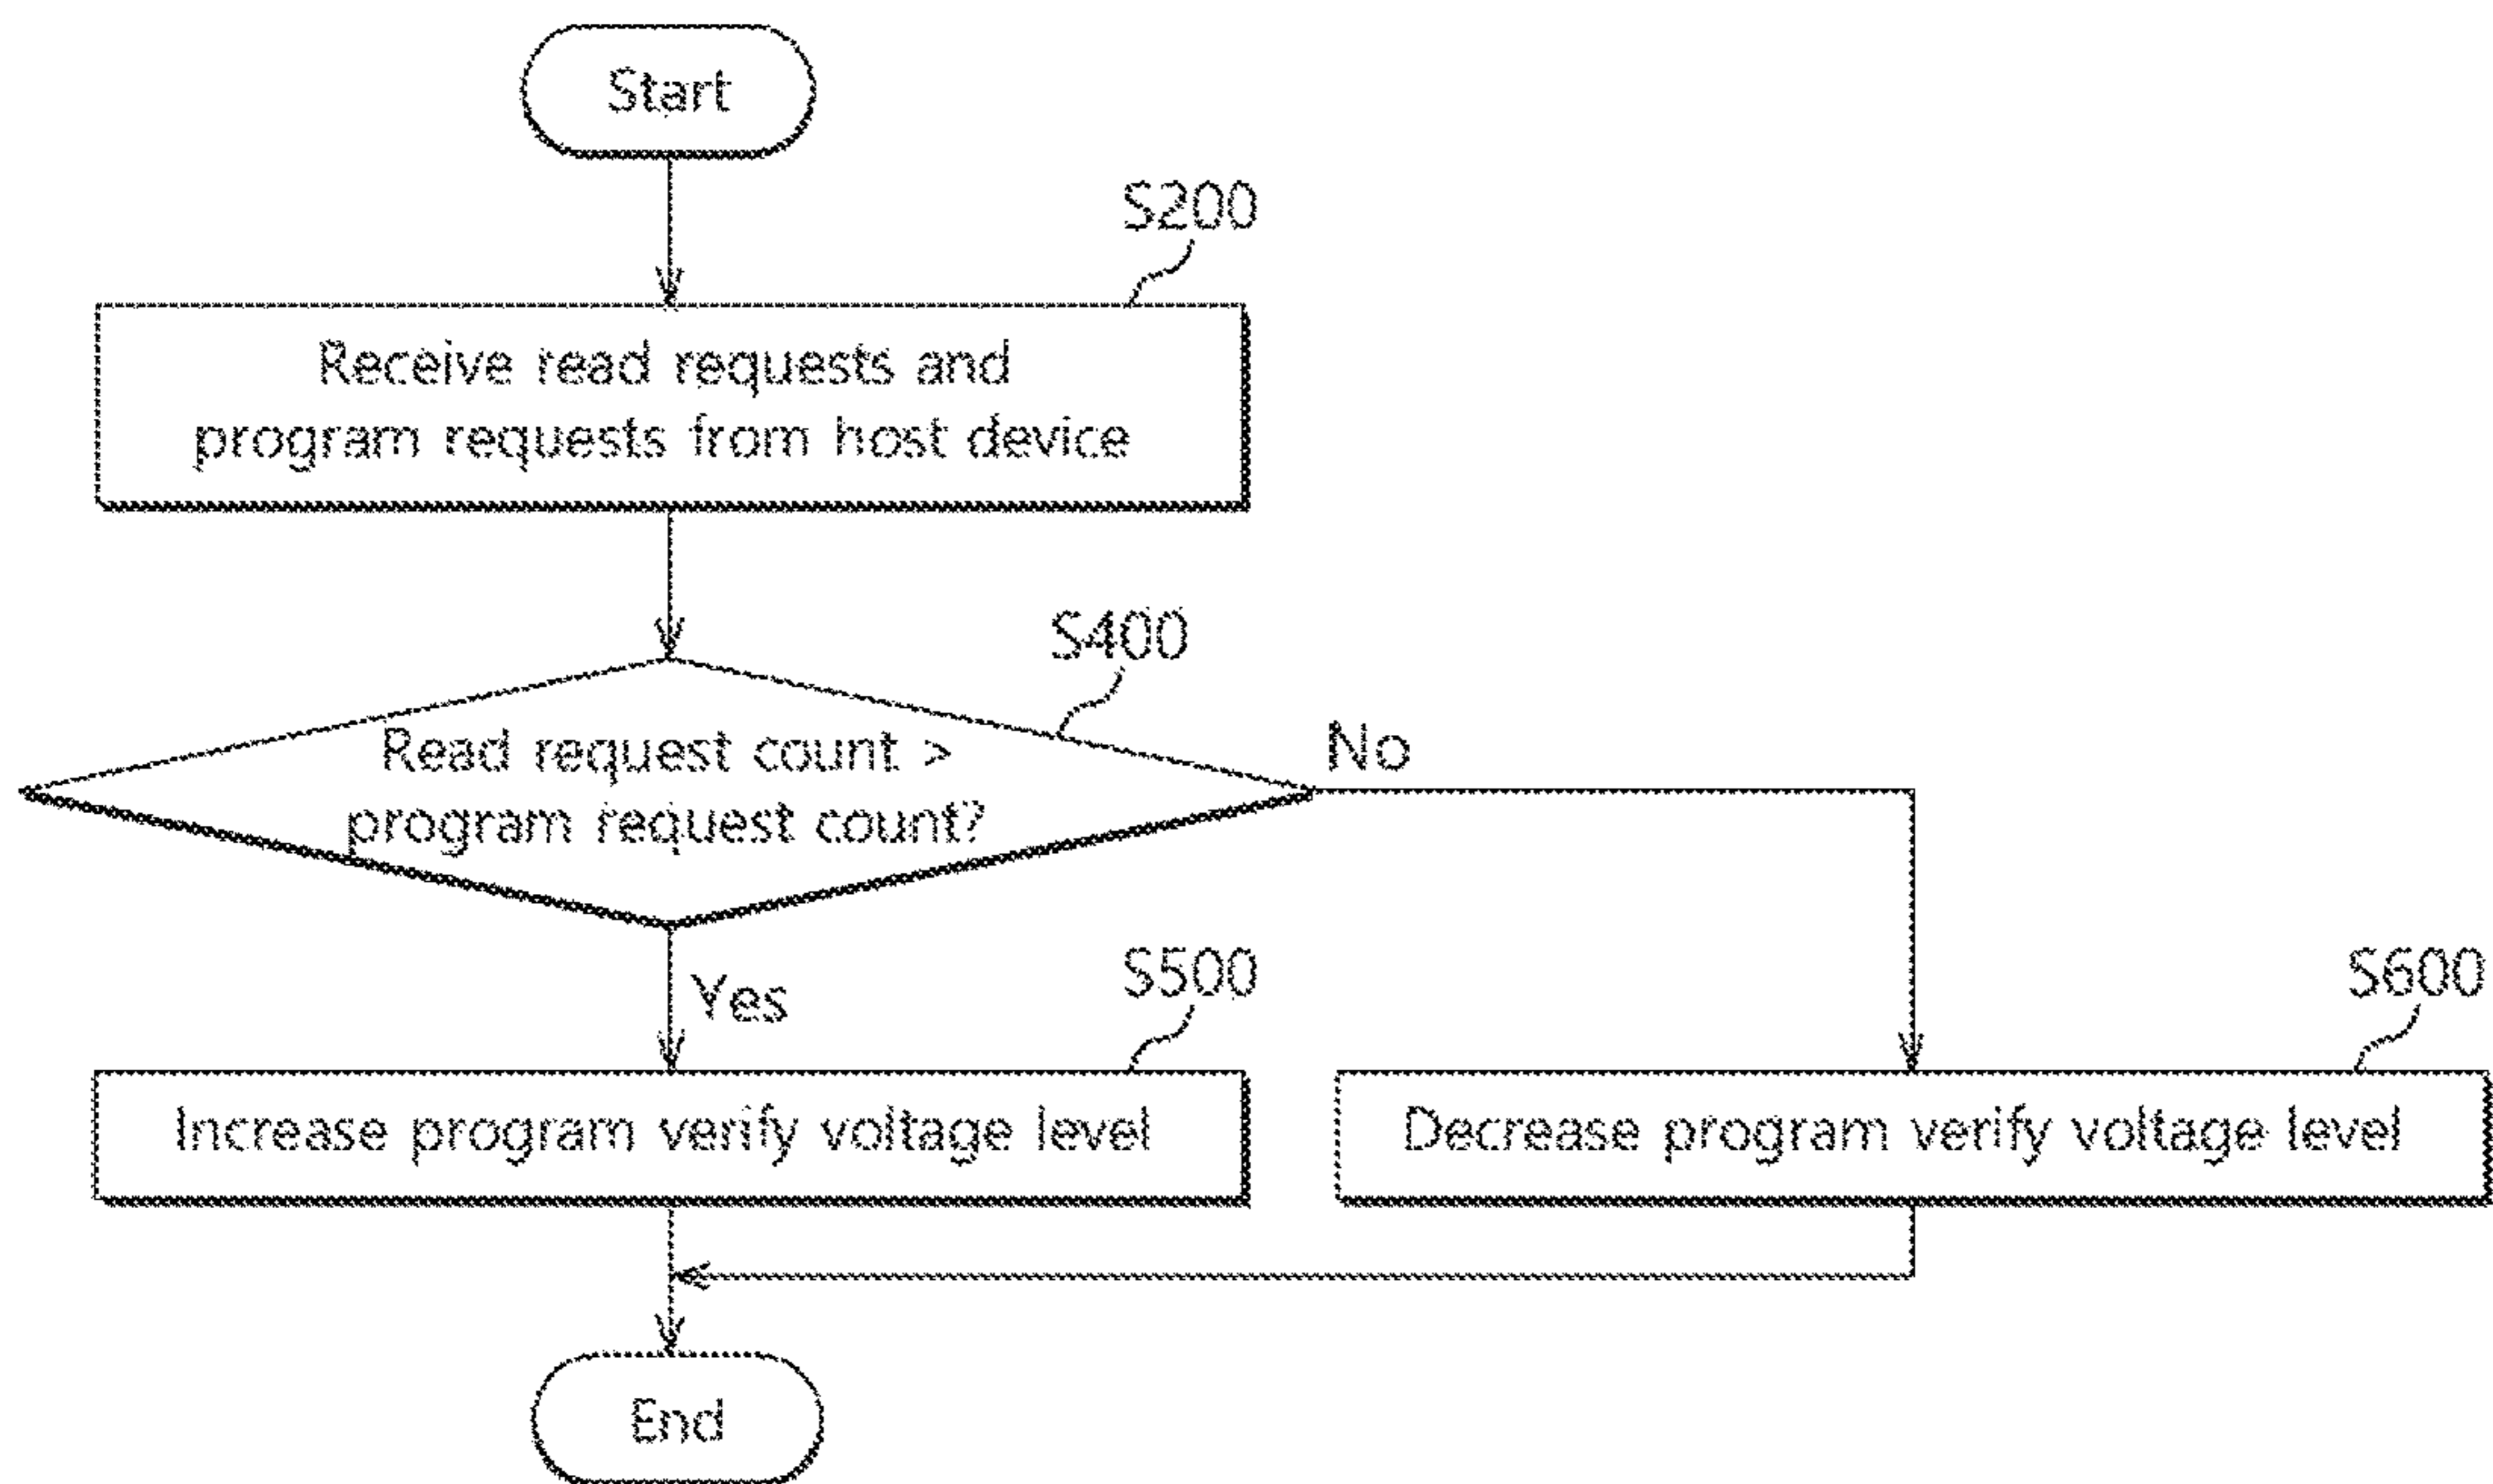 Start
S200
Receive read requests and
program requests from host device
S400
Read request count >
program request count?
No
Yes
S500
S600
Increase program verify voltage level
Decrease program verify voltage level
End